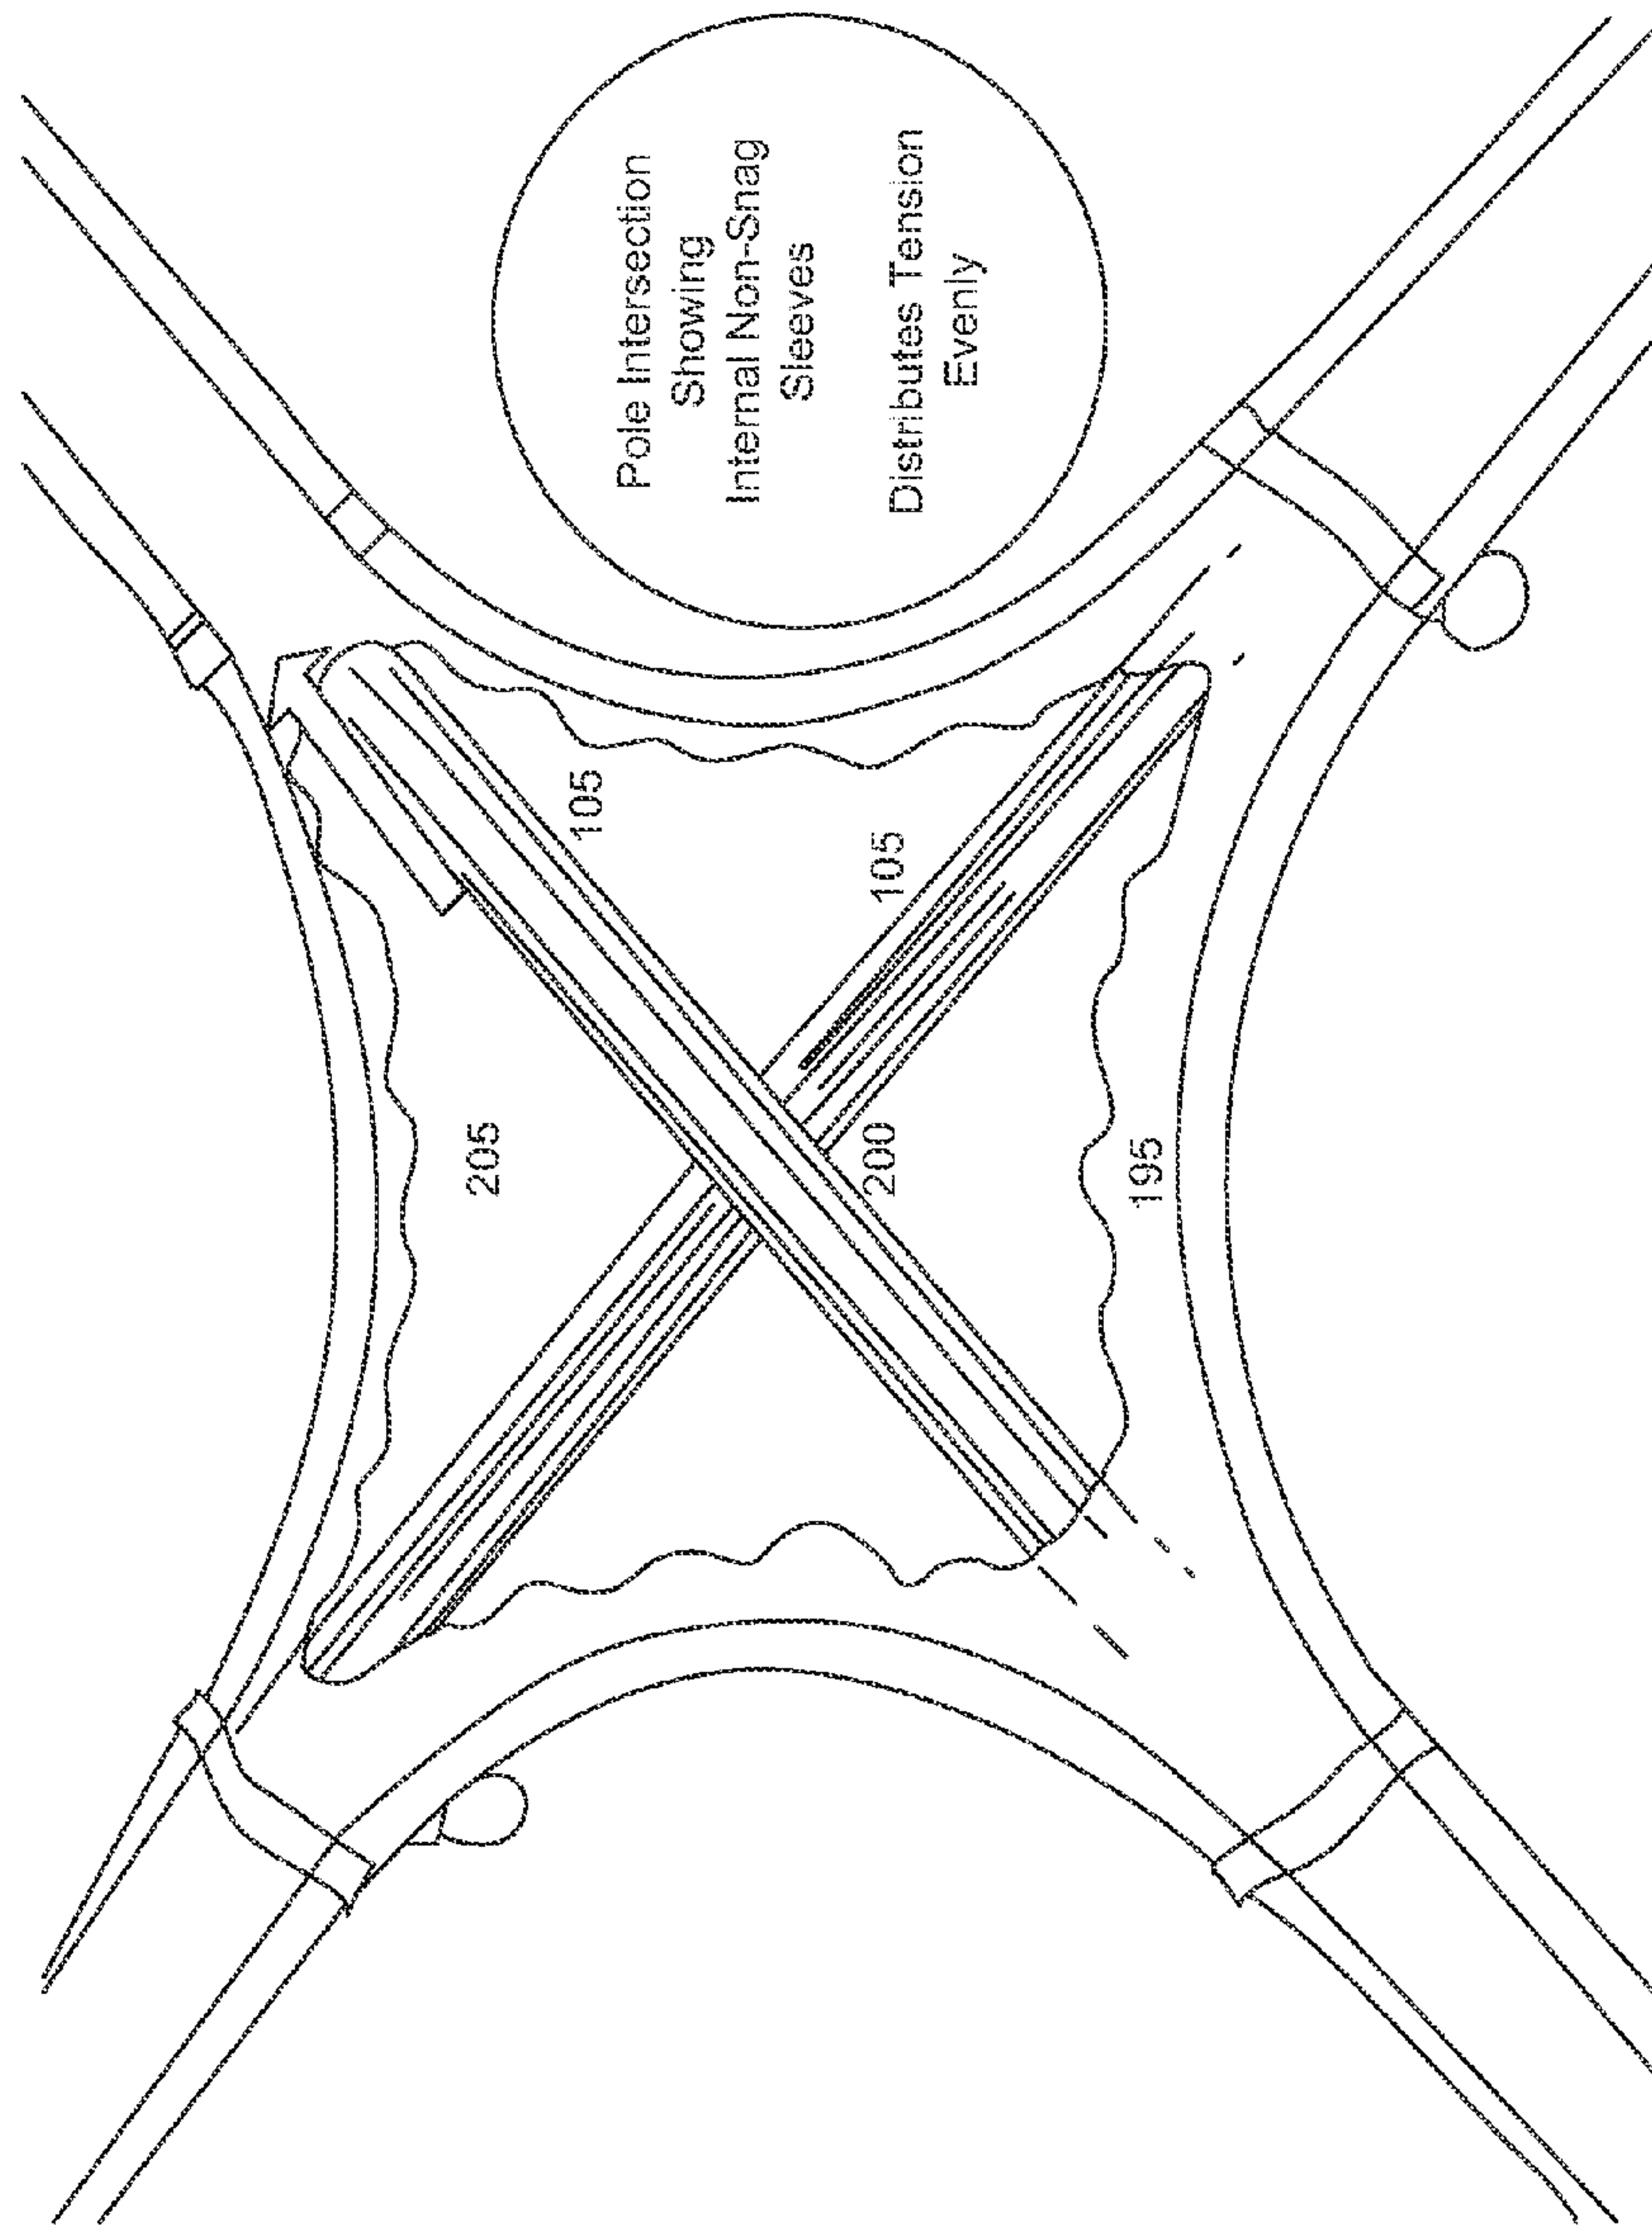 Pole Intersection
Showing
Internal Non-Snag
Sleeves
Distributes Tension
Evenly
205
105
105
200
195